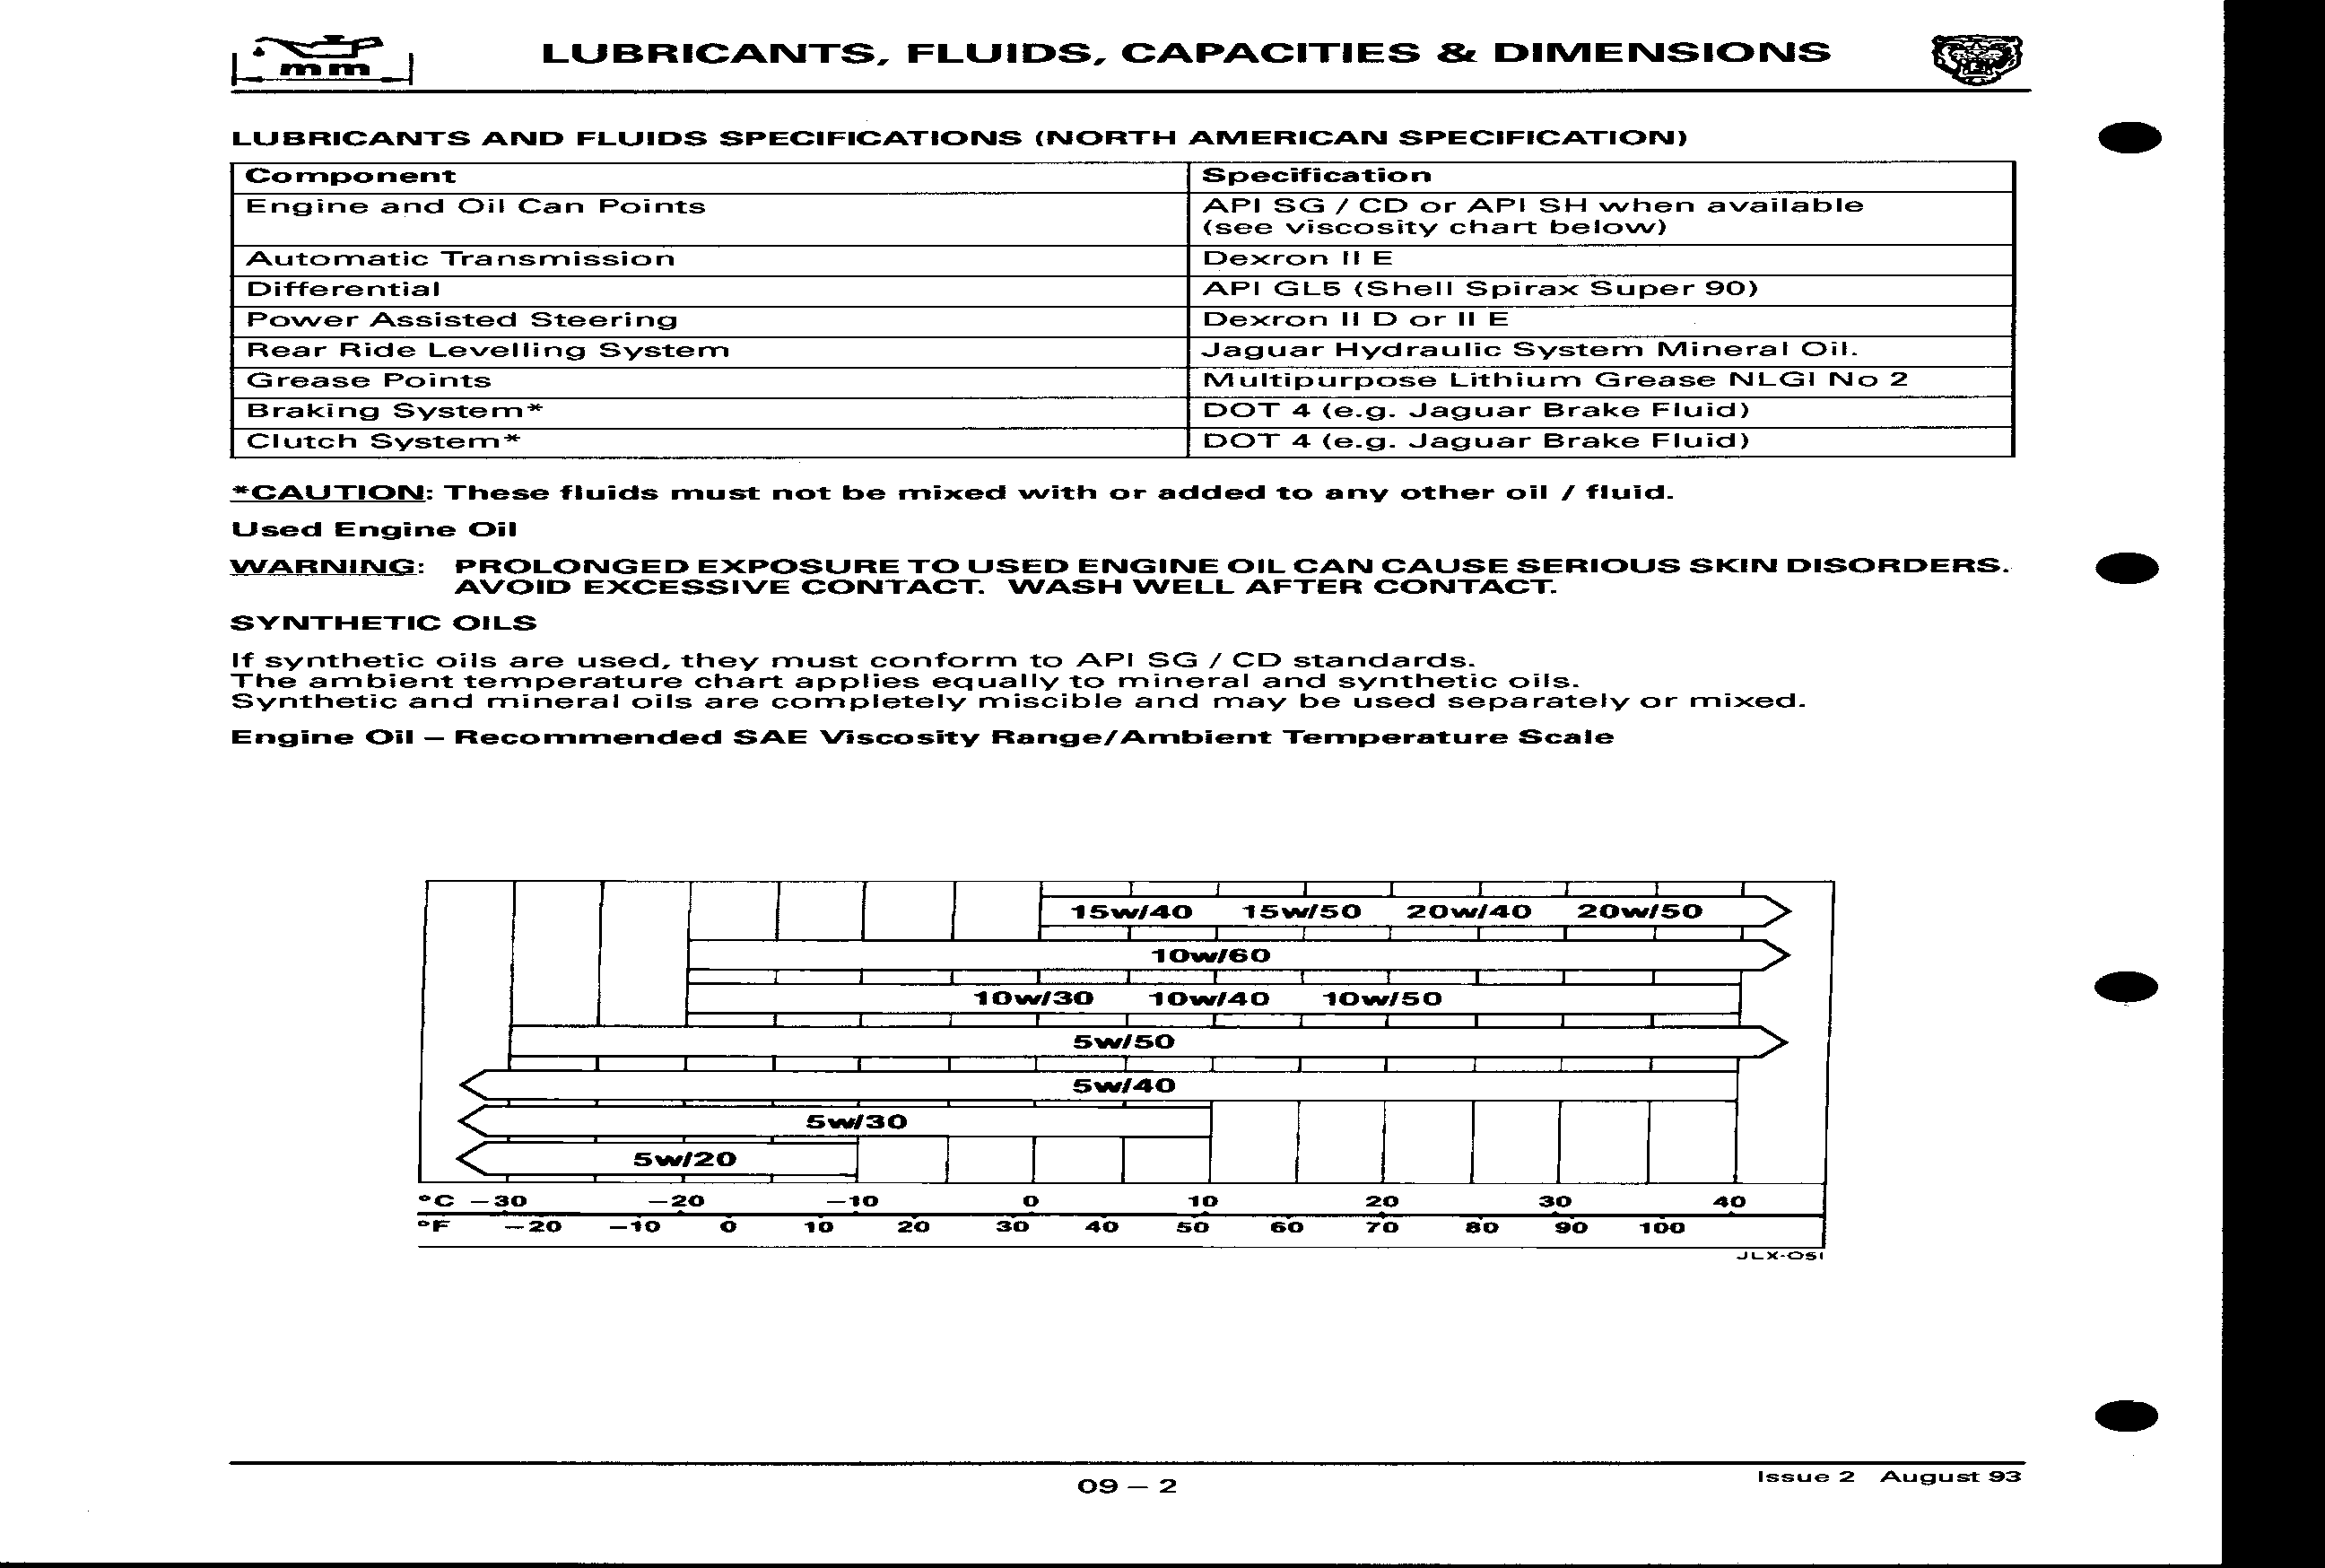 mm
LUBRICANTS, FLUIDS, CAPACITIES & DIMENSIONS
LUBRICANTS AND FLUIDS SPECIFICATIONS (NORTH AMERICAN SPECIFICATION)
Component Specification
Engine and Oil Can Points API SG / CD or API SH when available
(see viscosity chart below)
Automatic Transmission Dexron II E
Differential API GL5 (Shell Spirax Super 90)
Power Assisted Steering Dexron II D or II E
Rear Ride Levelling System Jaguar Hydraulic System Mineral Oil.
Grease Points Multipurpose Lithium Grease NLGI No 2
Braking System* DOT 4 (e.g. Jaguar Brake Fluid)
Clutch System* DOT 4 (e.g. Jaguar Brake Fluid)
*CAUTION: These fluids must not be mixed with or added to any other oil / fluid.
Used Engine Oil
WARNING: PROLONGED EXPOSURE TO USED ENGINE OIL CAN CAUSE SERIOUS SKIN DISORDERS.
AVOID EXCESSIVE CONTACT. WASH WELL AFTER CONTACT.
SYNTHETIC OILS
If synthetic oils are used, they must conform to API SG / CD standards.
The ambient temperature chart applies equally to mineral and synthetic oils.
Synthetic and mineral oils are completely miscible and may be used separately or mixed.
Engine Oil – Recommended SAE Viscosity Range/Ambient Temperature Scale
15w/40 15w/50 20w/40 20w/50
10w/60
10w/30 10w/40 10w/50
5w/50
5w/40
5w/30
5w/20
°C –30 –20 –10 0 10 20 30 40
°F –20 –10 0 10 20 30 40 50 60 70 80 90 100
JLX-051
09 – 2
Issue 2 August 93